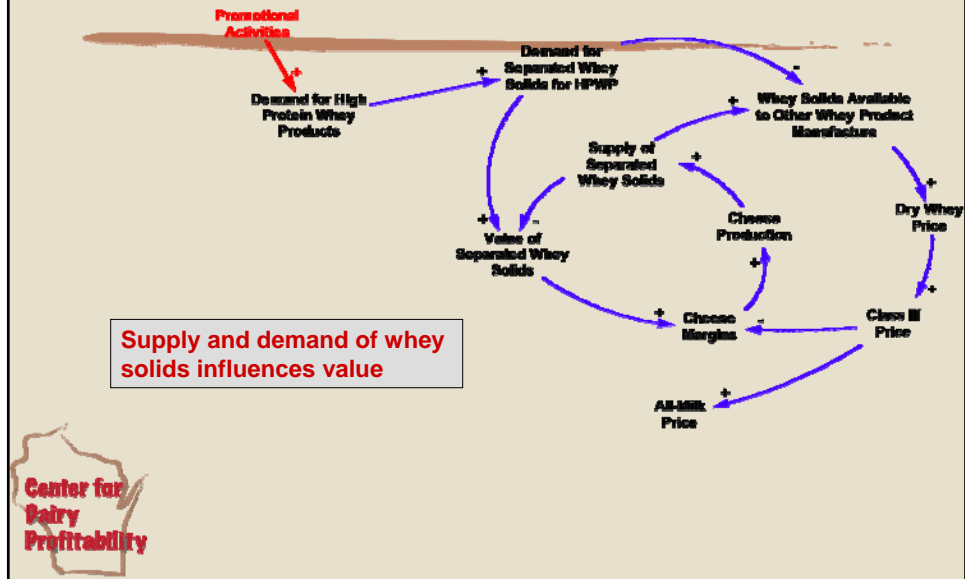 Promotional
Activities
+
Demand for High
Protein Whey
Products
+
Demand for
Separated Whey
Solids for HPWP
-
Whey Solids Available
to Other Whey Product
Manufacture
+
Supply of
Separated
Whey Solids
+
+
Dry Whey
Price
Cheese
Production
+
-
Value of
Separated Whey
Solids
+
+
Cheese
Margins
+
-
Class III
Price
+
All-Milk
Price
Supply and demand of whey
solids influences value
Center for
Dairy
Profitability